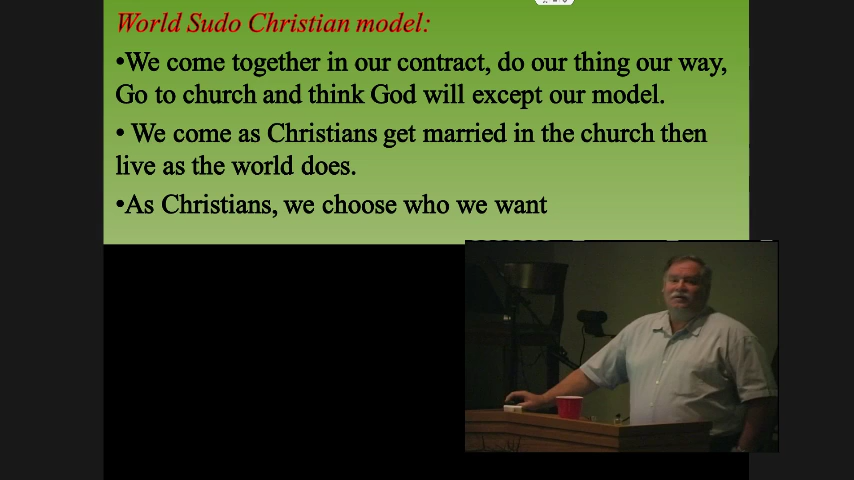 World Sudo Christian model:
•We come together in our contract, do our thing our way,
Go to church and think God will except our model.
• We come as Christians get married in the church then
live as the world does.
•As Christians, we choose who we want